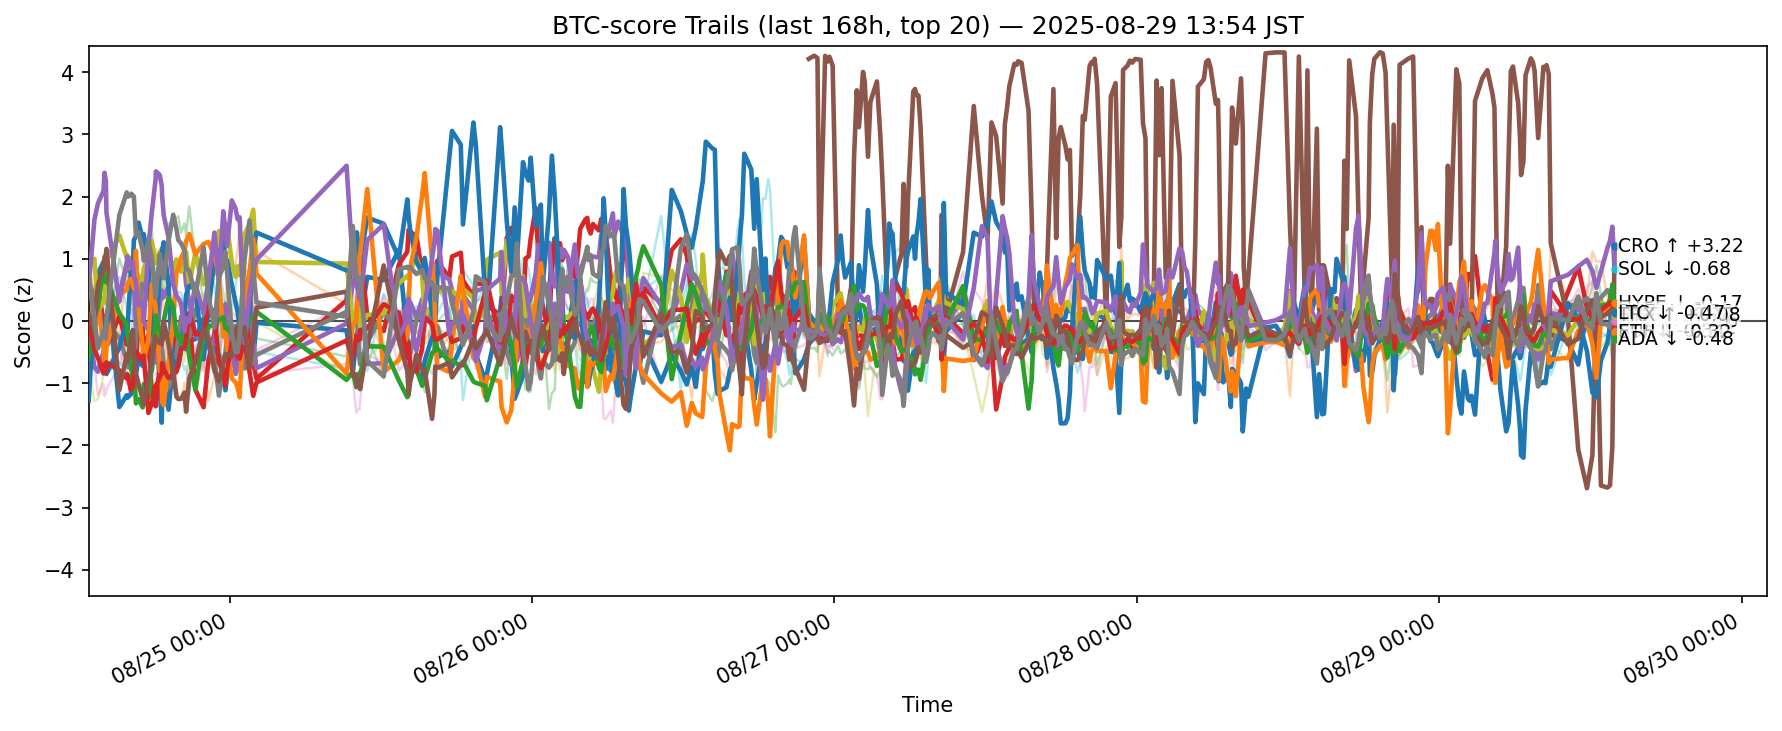 BTC-score Trails (last 168h, top 20) — 2025-08-29 13:54 JST
Score (z)
4
3
2
1
0
−1
−2
−3
−4
CRO ↑ +3.22
SOL ↓ -0.68
HYPE ↓ -0.17
LTC ↓ -0.47
ADA ↓ -0.48
08/25 00:00
08/26 00:00
08/27 00:00
08/28 00:00
08/29 00:00
08/30 00:00
Time